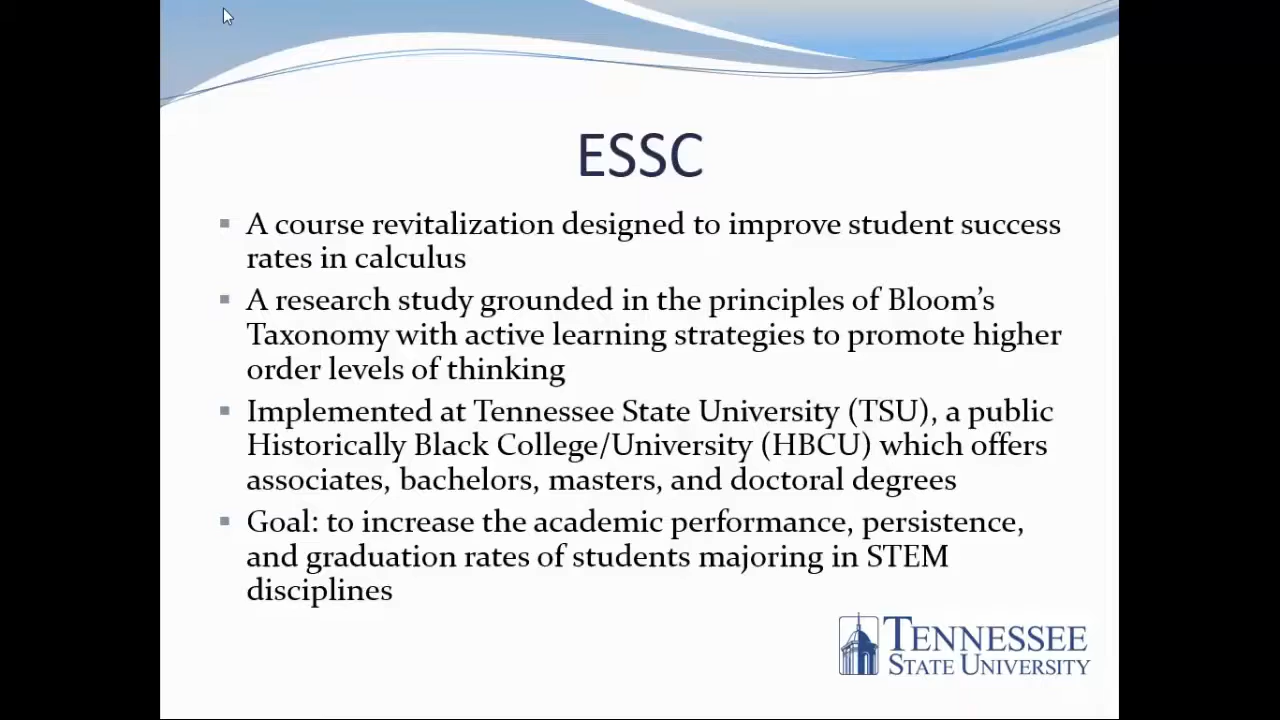 ESSC
A course revitalization designed to improve student success
rates in calculus
A research study grounded in the principles of Bloom’s
Taxonomy with active learning strategies to promote higher
order levels of thinking
Implemented at Tennessee State University (TSU), a public
Historically Black College/University (HBCU) which offers
associates, bachelors, masters, and doctoral degrees
Goal: to increase the academic performance, persistence,
and graduation rates of students majoring in STEM
disciplines
TENNESSEE
STATE UNIVERSITY